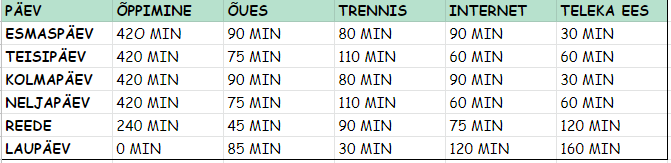 PÄEV ÕPPIMINE ÕUES TRENNIS INTERNET TELEKA EES
ESMASPÄEV 420 MIN 90 MIN 80 MIN 90 MIN 30 MIN
TEISIPÄEV 420 MIN 75 MIN 110 MIN 60 MIN 60 MIN
KOLMAPÄEV 420 MIN 90 MIN 80 MIN 90 MIN 30 MIN
NELJAPÄEV 420 MIN 75 MIN 110 MIN 60 MIN 60 MIN
REEDE 240 MIN 45 MIN 90 MIN 75 MIN 120 MIN
LAUPÄEV 0 MIN 85 MIN 30 MIN 120 MIN 160 MIN